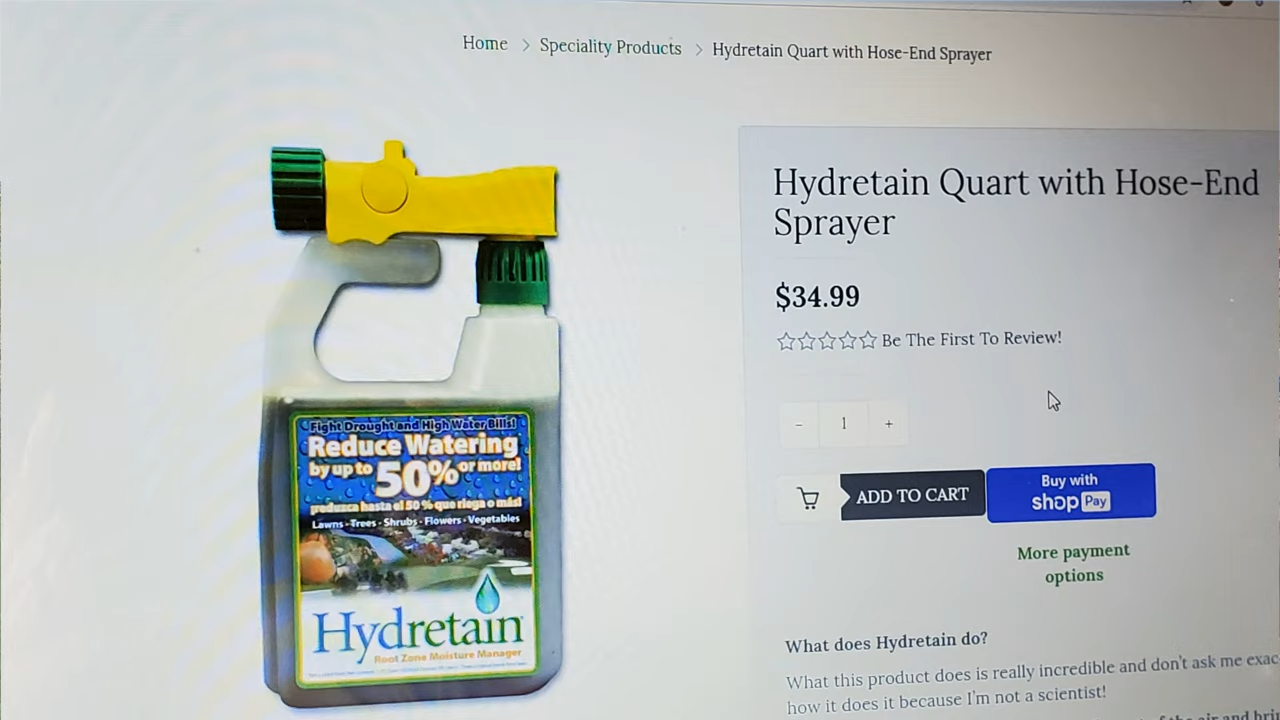 Home > Speciality Products > Hydretain Quart with Hose-End Sprayer
Hydretain Quart with Hose-End
Sprayer
$34.99
Be The First To Review!
- 1 +
ADD TO CART
Buy with
shop Pay
More payment
options
What does Hydretain do?
What this product does is really incredible and don't ask me exac
how it does it because I'm not a scientist!
Fight Drought and High Water Bills!
Reduce Watering
by up to 50% or more!
¡reduzca hasta el 50 % que riega o más!
Lawns - Trees - Shrubs - Flowers - Vegetables
Hydretain
Root Zone Moisture Manager